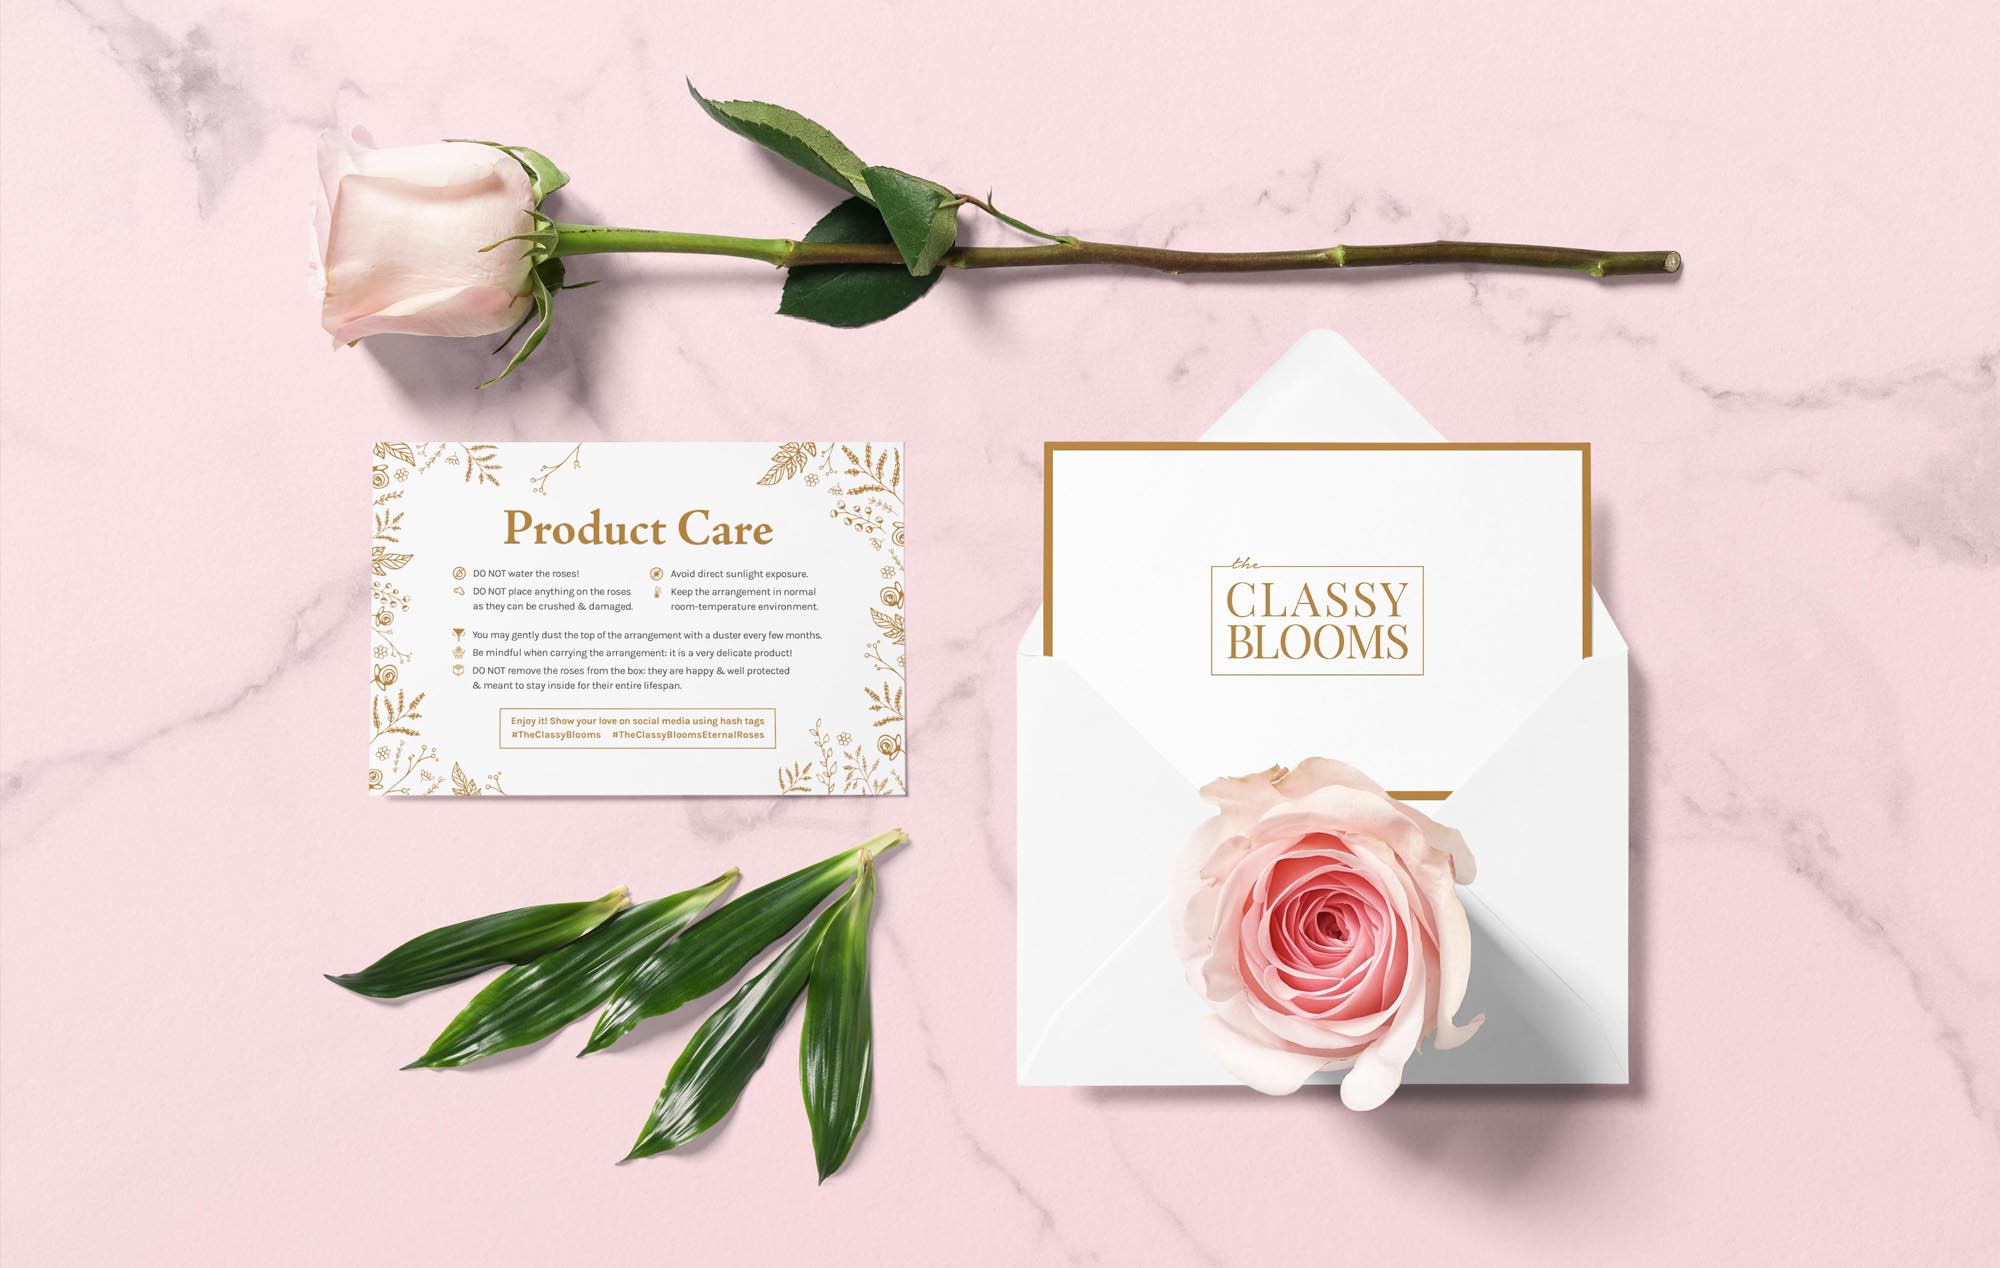 Product Care
DO NOT water the roses!
DO NOT place anything on the roses
as they can be crushed & damaged.
Avoid direct sunlight exposure.
Keep the arrangement in normal
room-temperature environment.
You may gently dust the top of the arrangement with a duster every few months.
Be mindful when carrying the arrangement: it is a very delicate product!
DO NOT remove the roses from the box: they are happy & well protected
& meant to stay inside for their entire lifespan.
Enjoy it! Show your love on social media using hash tags
#TheClassyBlooms #TheClassyBloomsEternalRoses
the
CLASSY
BLOOMS